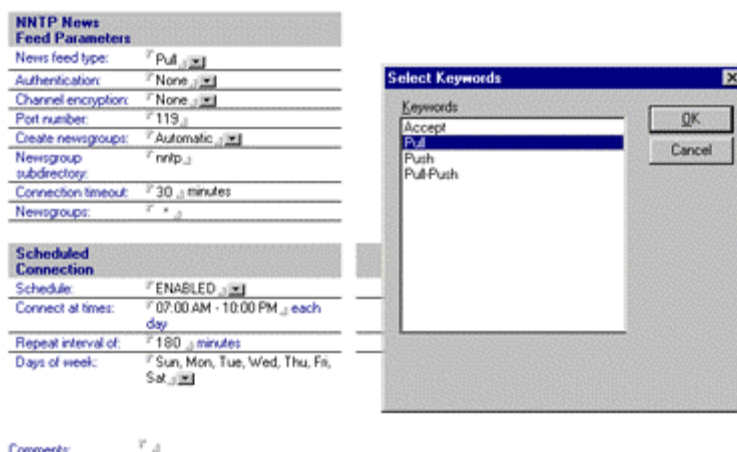 NNTP News
Feed Parameters
News feed type: Pull
Authentication: None
Channel encryption: None
Port number: 119
Create newsgroups: Automatic
Newsgroup
subdirectory: nntp
Connection timeout: 30 minutes
Newsgroups: *
Scheduled
Connection
Schedule: ENABLED
Connect at times: 07:00 AM - 10:00 PM each
day
Repeat interval of: 180 minutes
Days of week: Sun, Mon, Tue, Wed, Thu, Fri,
Sat
Comments:
Select Keywords
Keywords
Accept
Pull
Push
Pull-Push
OK
Cancel